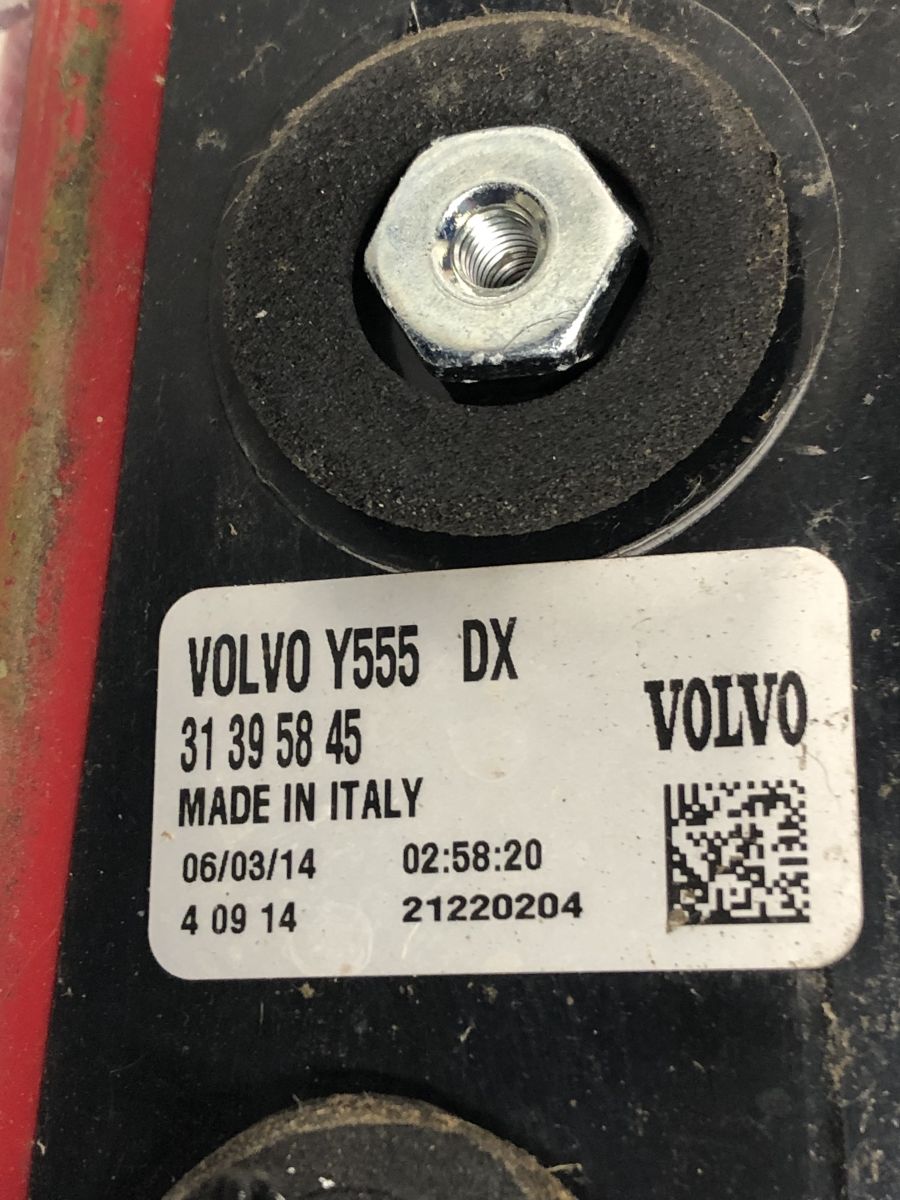 VOLVO Y555 DX
31 39 58 45
VOLVO
MADE IN ITALY
06/03/14 02:58:20
4 09 14 21220204